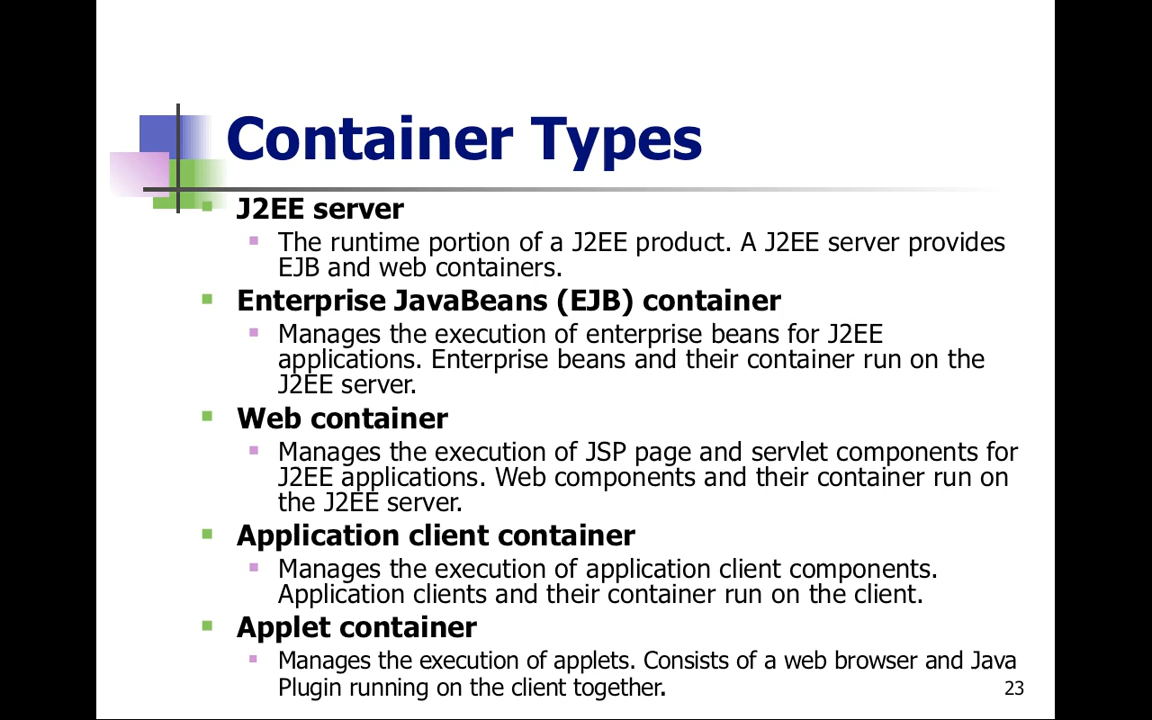 Container Types
J2EE server
The runtime portion of a J2EE product. A J2EE server provides
EJB and web containers.
Enterprise JavaBeans (EJB) container
Manages the execution of enterprise beans for J2EE
applications. Enterprise beans and their container run on the
J2EE server.
Web container
Manages the execution of JSP page and servlet components for
J2EE applications. Web components and their container run on
the J2EE server.
Application client container
Manages the execution of application client components.
Application clients and their container run on the client.
Applet container
Manages the execution of applets. Consists of a web browser and Java
Plugin running on the client together.
23